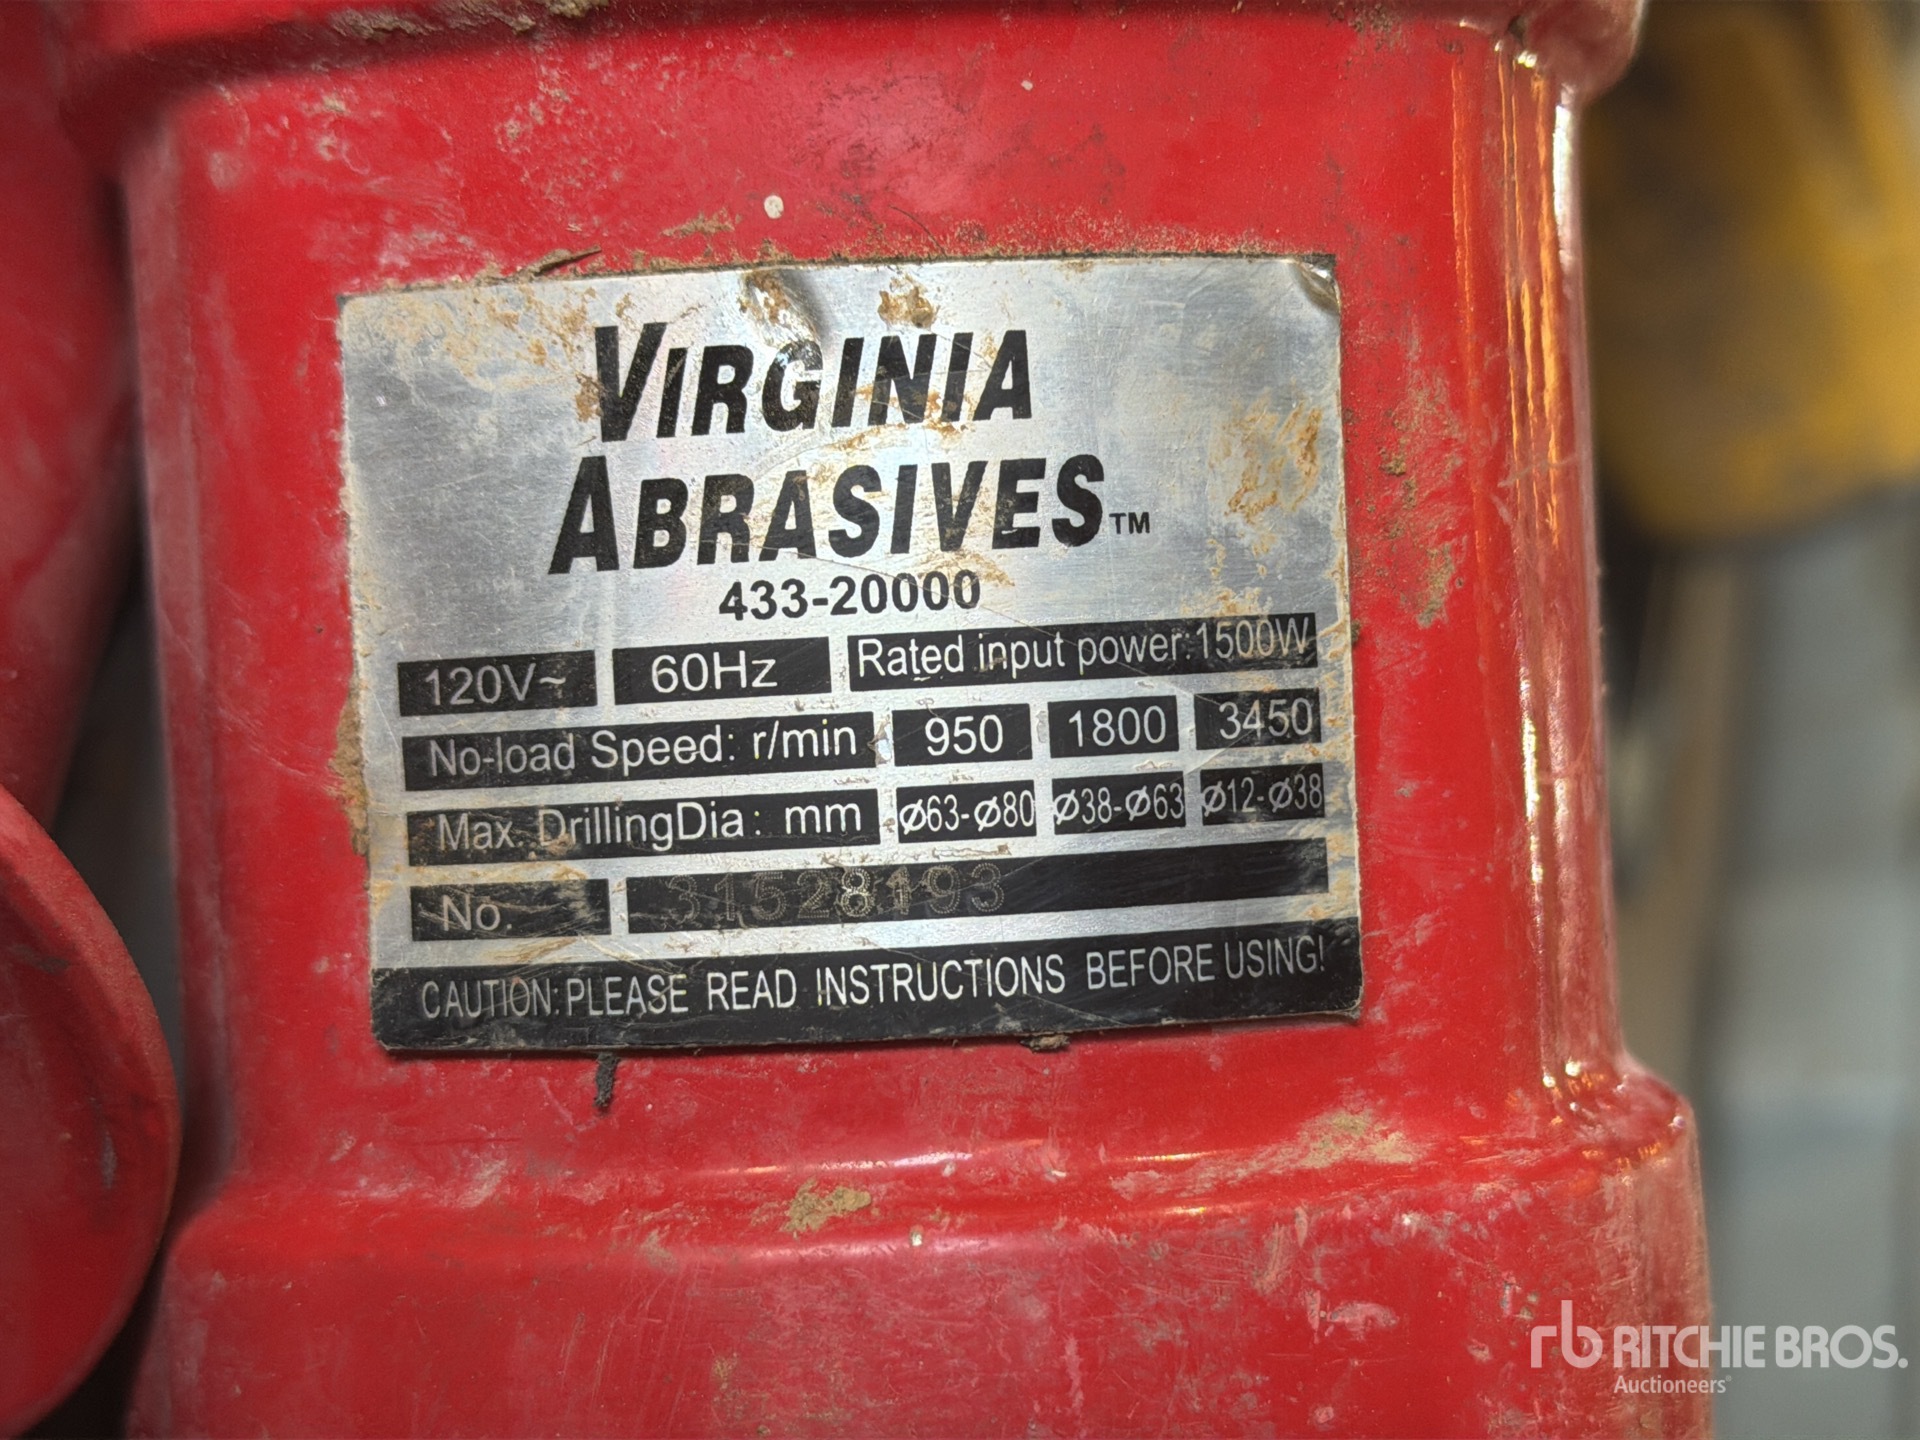 VIRGINIA
ABRASIVES™
433-20000
120V~ 60Hz Rated input power:1500W
No-load Speed: r/min 950 1800 3450
Max. DrillingDia: mm ø63-ø80 ø38-ø63 ø12-ø38
No. 31528193
CAUTION: PLEASE READ INSTRUCTIONS BEFORE USING!
rb RITCHIE BROS.
Auctioneers®